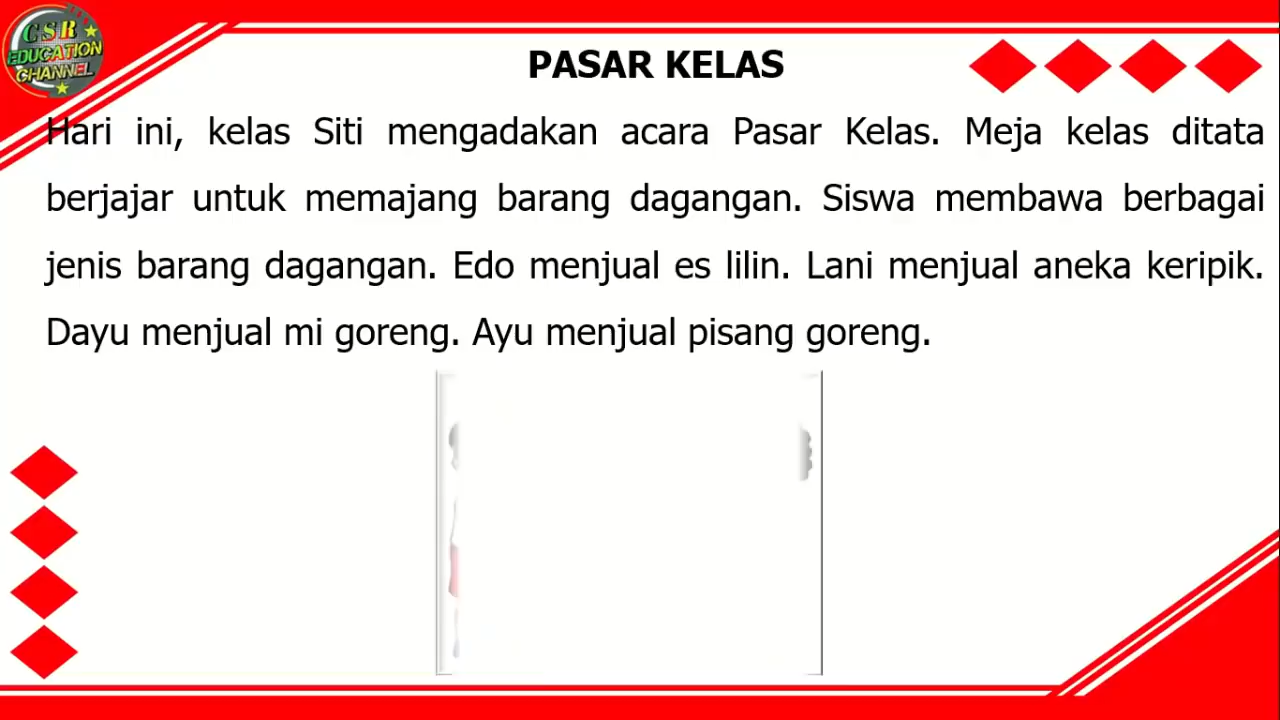 GSR
EDUCATION
CHANNEL
PASAR KELAS
Hari ini, kelas Siti mengadakan acara Pasar Kelas. Meja kelas ditata
berjajar untuk memajang barang dagangan. Siswa membawa berbagai
jenis barang dagangan. Edo menjual es lilin. Lani menjual aneka keripik.
Dayu menjual mi goreng. Ayu menjual pisang goreng.